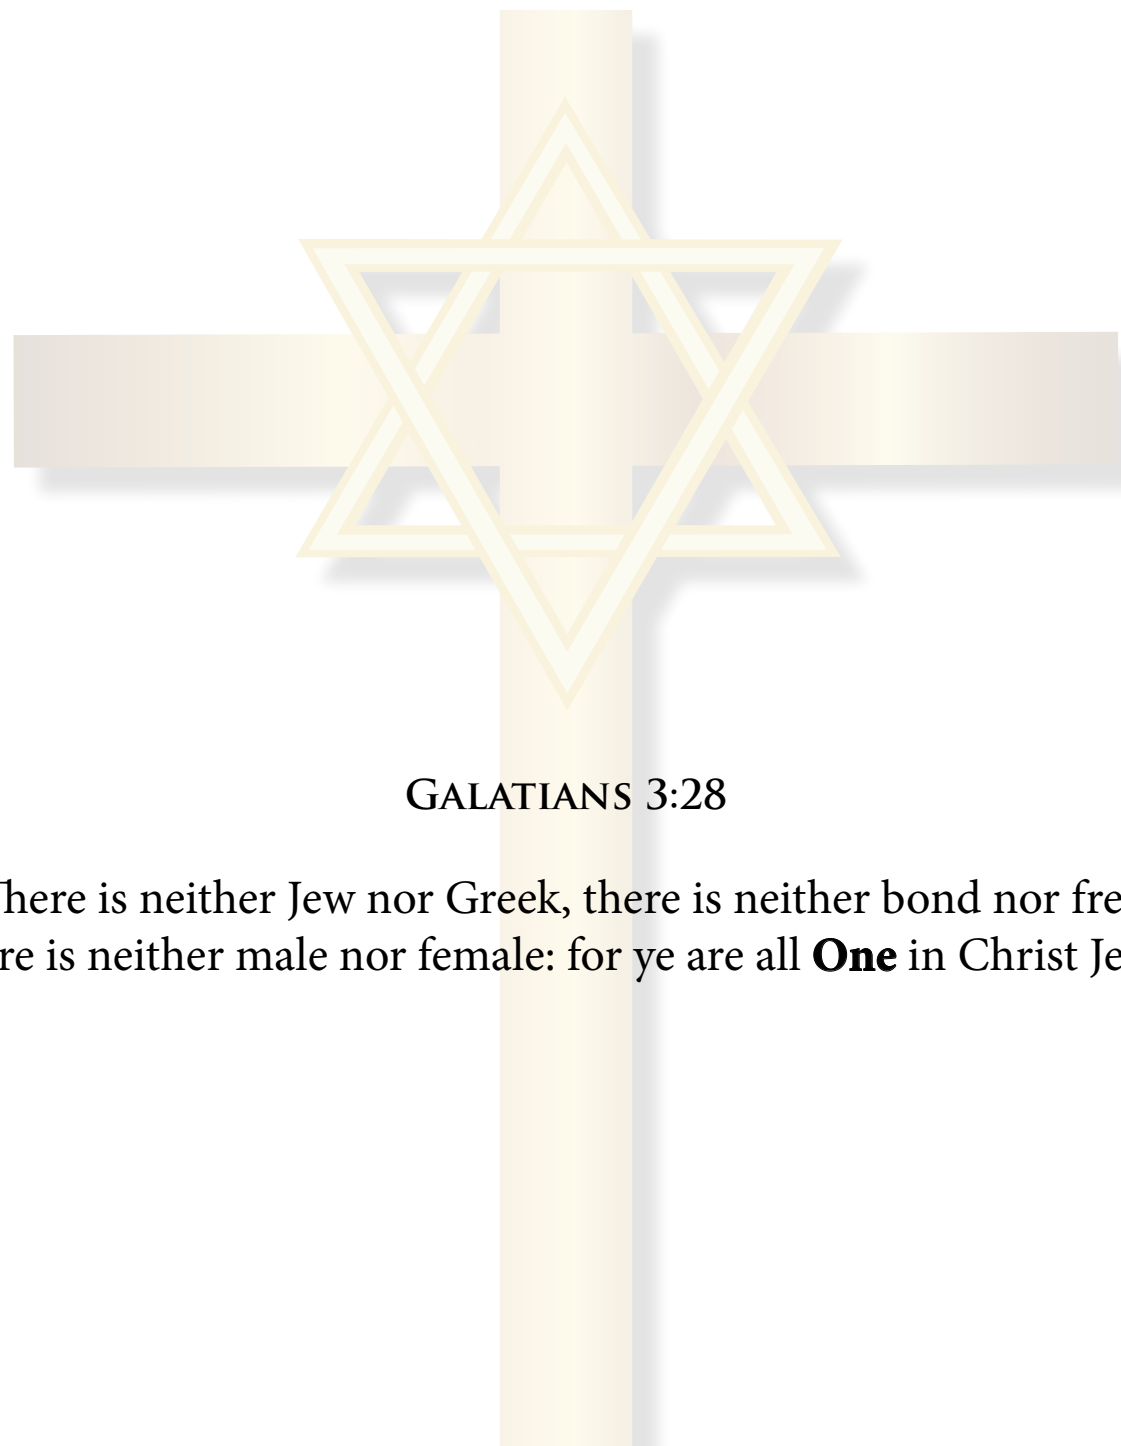 GALATIANS 3:28
here is neither Jew nor Greek, there is neither bond nor fre
re is neither male nor female: for ye are all One in Christ Je